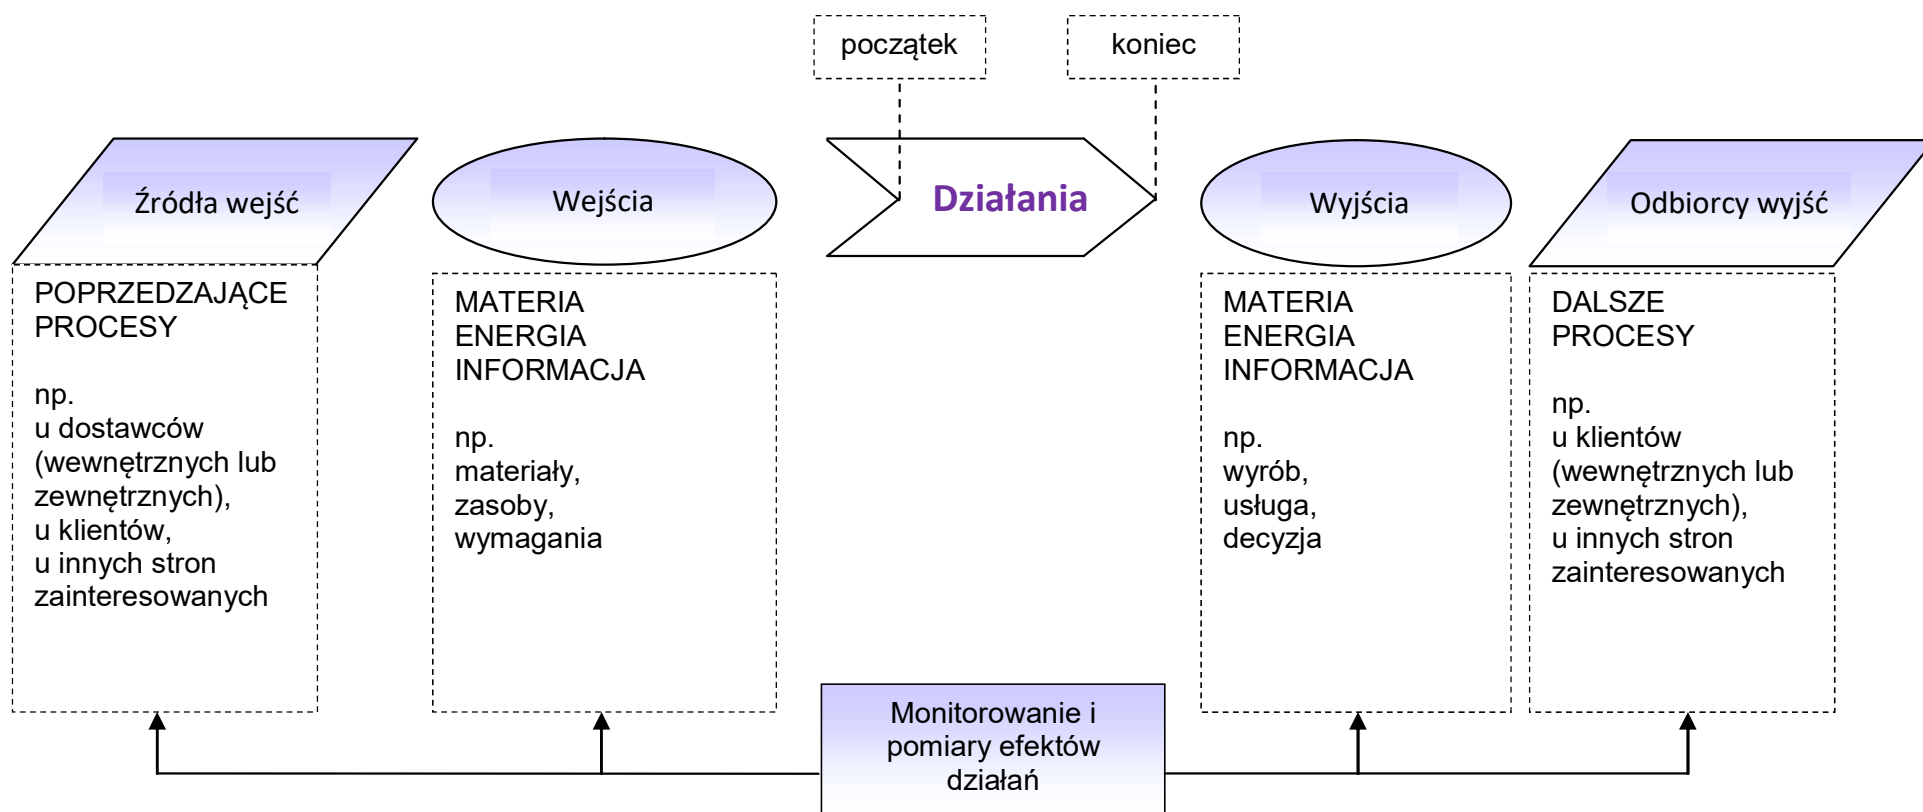 początek
koniec
Źródła wejść
Wejścia
Działania
Wyjścia
Odbiorcy wyjść
POPRZEDZAJĄCE
PROCESY
np.
u dostawców
(wewnętrznych lub
zewnętrznych),
u klientów,
u innych stron
zainteresowanych
MATERIA
ENERGIA
INFORMACJA
np.
materiały,
zasoby,
wymagania
MATERIA
ENERGIA
INFORMACJA
np.
wyrób,
usługa,
decyzja
DALSZE
PROCESY
np.
u klientów
(wewnętrznych lub
zewnętrznych),
u innych stron
zainteresowanych
Monitorowanie i
pomiary efektów
działań